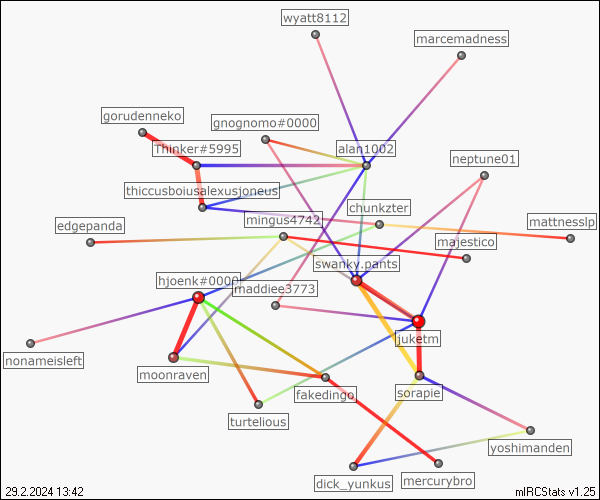 wyatt8112
marcemadness
gorudenneko
gnognomo#0000
Thinker#5995
alan1002
neptune01
thiccusboiusalexusjoneus
chunkzter
edgepanda
mingus4742
mattnesslp
majestico
swanky.pants
hjoenk#0000
maddiee3773
juketm
nonameisleft
moonraven
fakedingo
sorapie
turtelious
yoshimanden
dick_yunkus
mercurybro
29.2.2024 13:42
mIRCStats v1.25